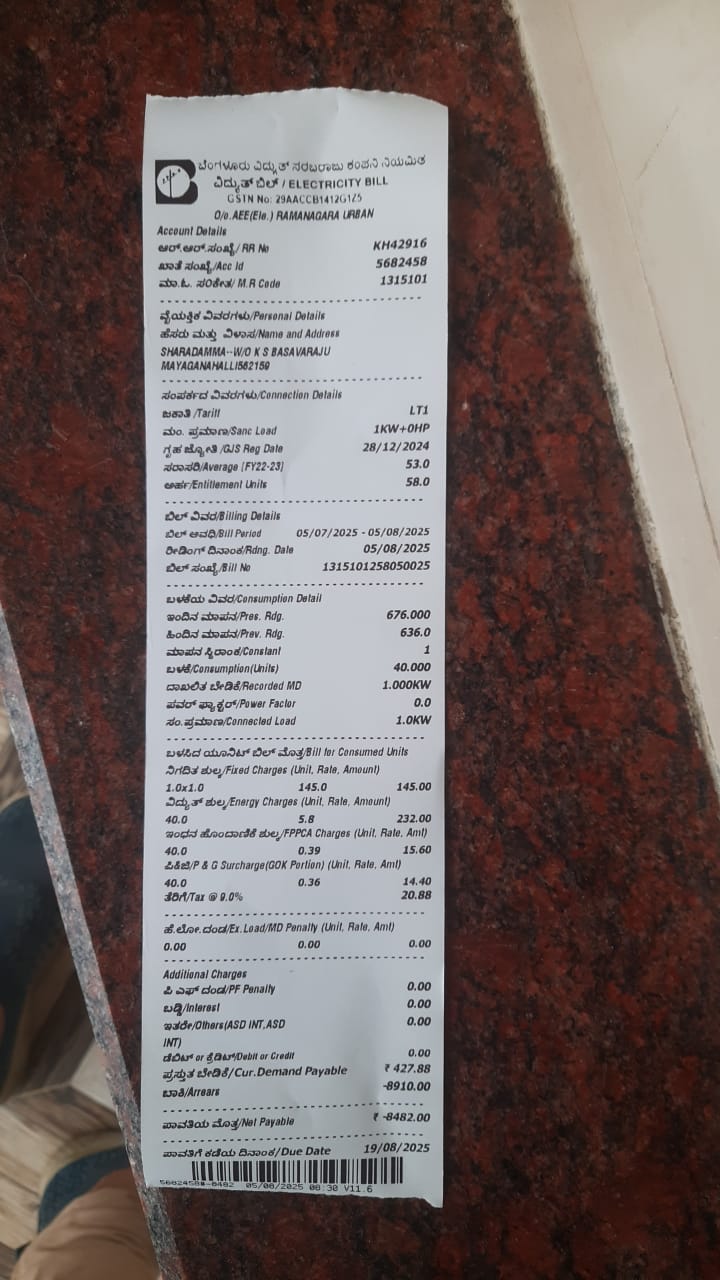 ಬೆಂಗಳೂರು ವಿದ್ಯುತ್ ಸರಬರಾಜು ಕಂಪನಿ ನಿಯಮಿತ
ವಿದ್ಯುತ್ ಬಿಲ್ / ELECTRICITY BILL
GSTN No: 29AACCB1412G1Z5
O/o.AEE(Ele.) RAMANAGARA URBAN
Account Details
ಆರ್.ಆರ್.ಸಂಖ್ಯೆ/ RR No KH42916
ಖಾತೆ ಸಂಖ್ಯೆ/Acc Id 5682458
ಮಾ.ಓ. ಸಂಕೇತ/ M.R Code 1315101
ವೈಯಕ್ತಿಕ ವಿವರಗಳು/Personal Details
ಹೆಸರು ಮತ್ತು ವಿಳಾಸ/Name and Address
SHARADAMMA--W/O K S BASAVARAJU
MAYAGANAHALLI562159
ಸಂಪರ್ಕದ ವಿವರಗಳು/Connection Details
ಜಕಾತಿ /Tariff LT1
ಮಂ. ಪ್ರಮಾಣ/Sanc Load 1KW+0HP
ಗೃಹ ಜ್ಯೋತಿ /GJS Reg Date 28/12/2024
ಸರಾಸರಿ/Average [FY22-23] 53.0
ಅರ್ಹ/Entitlement Units 58.0
ಬಿಲ್ ವಿವರ/Billing Details
ಬಿಲ್ ಅವಧಿ/Bill Period 05/07/2025 - 05/08/2025
ರೀಡಿಂಗ್ ದಿನಾಂಕ/Rdng. Date 05/08/2025
ಬಿಲ್ ಸಂಖ್ಯೆ/Bill No 1315101258050025
ಬಳಕೆಯ ವಿವರ/Consumption Detail
ಇಂದಿನ ಮಾಪನ/Pres. Rdg. 676.000
ಹಿಂದಿನ ಮಾಪನ/Prev. Rdg. 636.0
ಮಾಪನ ಸ್ಥಿರಾಂಕ/Constant 1
ಬಳಕೆ/Consumption(Units) 40.000
ದಾಖಲಿತ ಬೇಡಿಕೆ/Recorded MD 1.000KW
ಪವರ್ ಫ್ಯಾಕ್ಟರ್/Power Factor 0.0
ಸಂ.ಪ್ರಮಾಣ/Connected Load 1.0KW
ಬಳಸಿದ ಯೂನಿಟ್ ಬಿಲ್ ಮೊತ್ತ/Bill for Consumed Units
ನಿಗದಿತ ಶುಲ್ಕ/Fixed Charges (Unit, Rate, Amount)
1.0x1.0 145.0 145.00
ವಿದ್ಯುತ್ ಶುಲ್ಕ/Energy Charges (Unit, Rate, Amount)
40.0 5.8 232.00
ಇಂಧನ ಹೊಂದಾಣಿಕೆ ಶುಲ್ಕ/FPPCA Charges (Unit, Rate, Amt)
40.0 0.39 15.60
ಪಿ&ಜಿ/P & G Surcharge(GOK Portion) (Unit, Rate, Amt)
40.0 0.36 14.40
ತೆರಿಗೆ/Tax @ 9.0% 20.88
ಹೆ.ಲೋ.ದಂಡ/Ex.Load/MD Penalty (Unit, Rate, Amt)
0.00 0.00 0.00
Additional Charges
ಪಿ ಎಫ್ ದಂಡ/PF Penalty 0.00
ಬಡ್ಡಿ/Interest 0.00
ಇತರೇ/Others(ASD INT,ASD 0.00
INT)
ಡೆಬಿಟ್ or ಕ್ರೆಡಿಟ್/Debit or Credit 0.00
ಪ್ರಸ್ತುತ ಬೇಡಿಕೆ/Cur.Demand Payable ₹ 427.88
ಬಾಕಿ/Arrears -8910.00
ಪಾವತಿಯ ಮೊತ್ತ/Net Payable ₹ -8482.00
ಪಾವತಿಗೆ ಕಡೆಯ ದಿನಾಂಕ/Due Date 19/08/2025
05/08/2025 08:30 V11.6